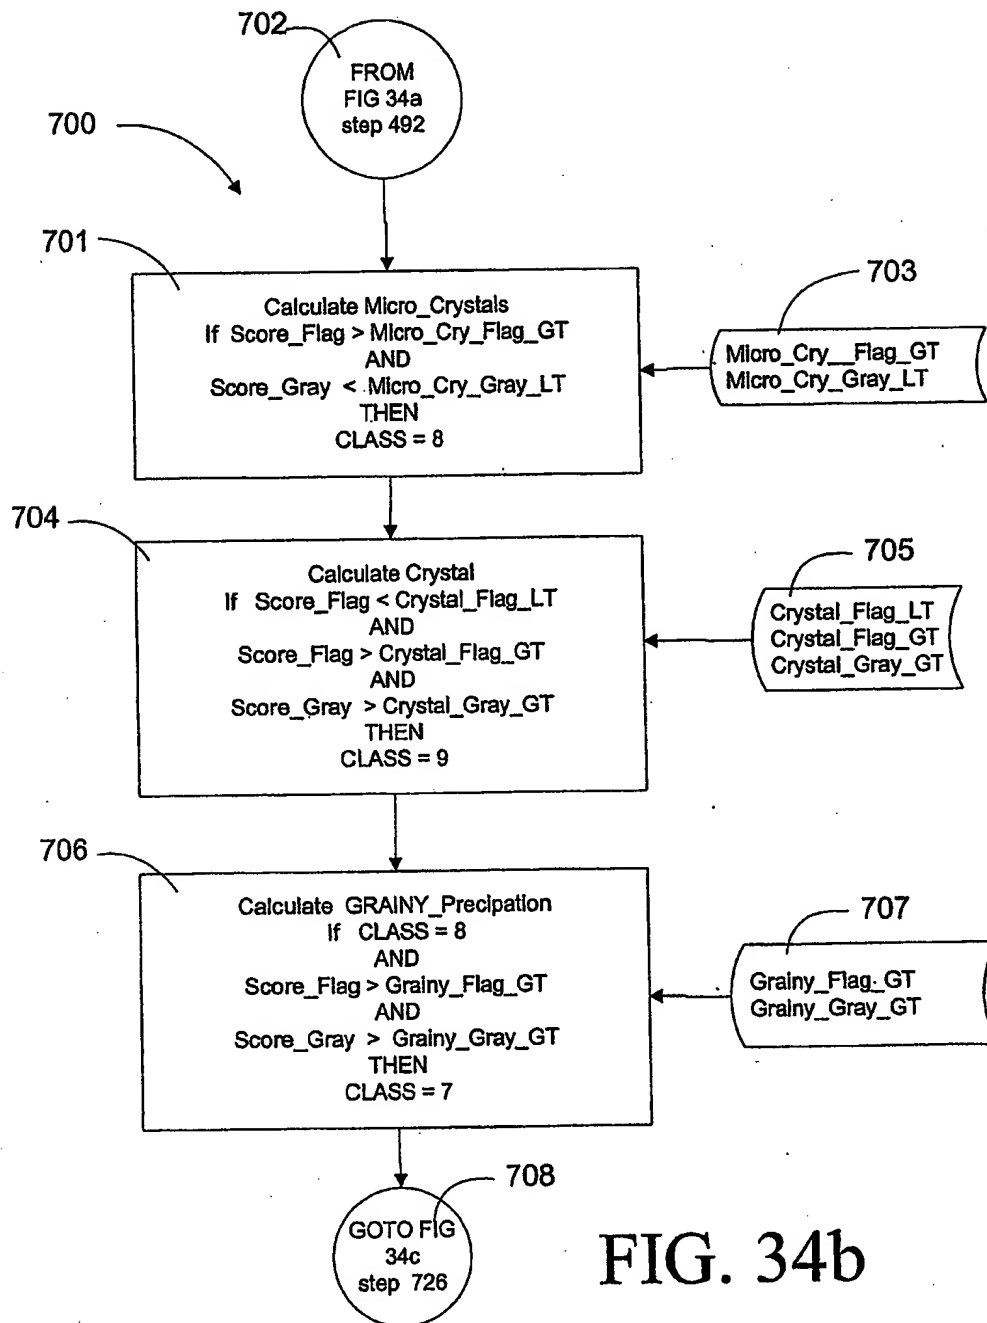 702
FROM
FIG 34a
step 492
700
701
Calculate Micro_Crystals
If Score_Flag > Micro_Cry_Flag_GT
AND
Score_Gray < Micro_Cry_Gray_LT
THEN
CLASS = 8
703
Micro_Cry__Flag_GT
Micro_Cry_Gray_LT
704
Calculate Crystal
If Score_Flag < Crystal_Flag_LT
AND
Score_Flag > Crystal_Flag_GT
AND
Score_Gray > Crystal_Gray_GT
THEN
CLASS = 9
705
Crystal_Flag_LT
Crystal_Flag_GT
Crystal_Gray_GT
706
Calculate GRAINY_Precipation
If CLASS = 8
AND
Score_Flag > Grainy_Flag_GT
AND
Score_Gray > Grainy_Gray_GT
THEN
CLASS = 7
707
Grainy_Flag_GT
Grainy_Gray_GT
708
GOTO FIG
34c
step 726
FIG. 34b